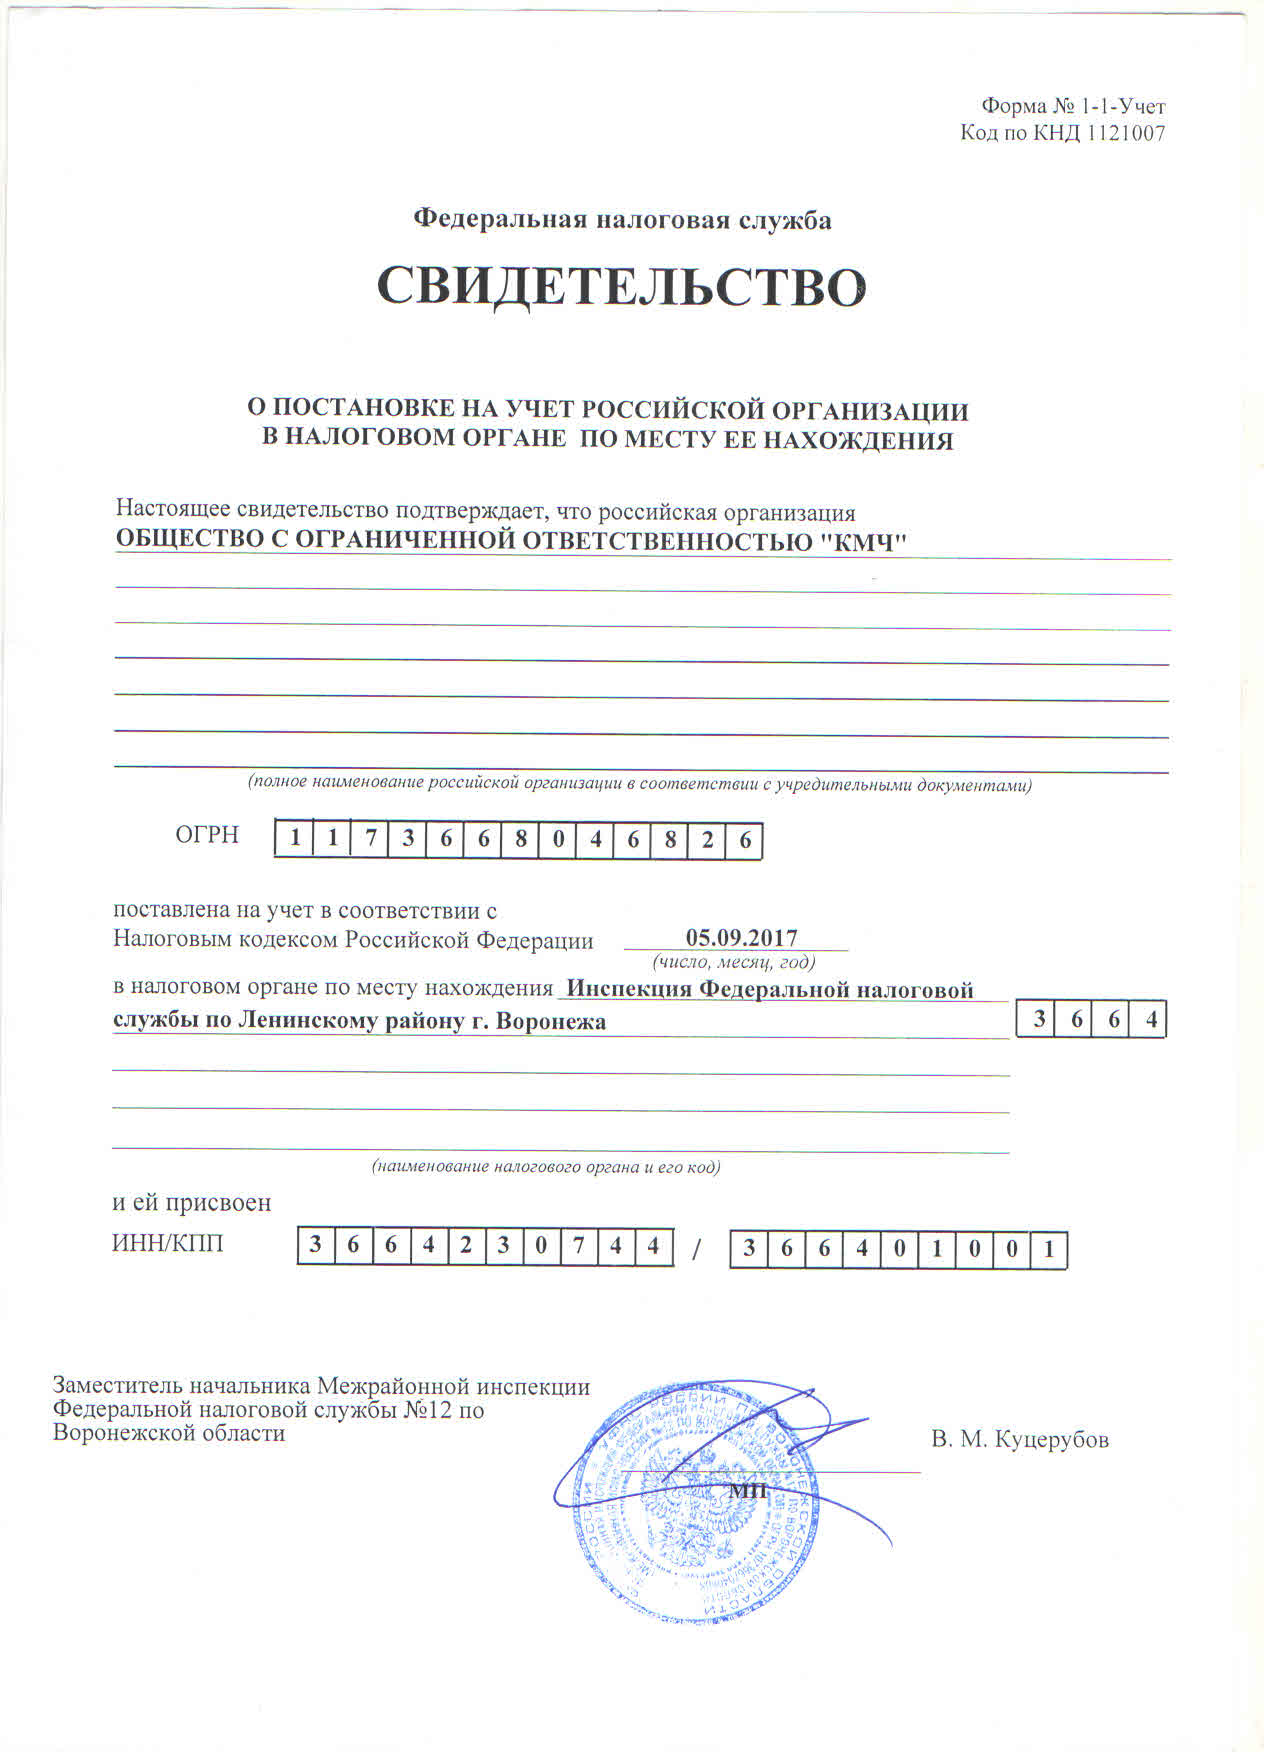 Форма № 1-1-Учет
Код по КНД 1121007
Федеральная налоговая служба
СВИДЕТЕЛЬСТВО
О ПОСТАНОВКЕ НА УЧЕТ РОССИЙСКОЙ ОРГАНИЗАЦИИ
В НАЛОГОВОМ ОРГАНЕ ПО МЕСТУ ЕЕ НАХОЖДЕНИЯ
Настоящее свидетельство подтверждает, что российская организация
ОБЩЕСТВО С ОГРАНИЧЕННОЙ ОТВЕТСТВЕННОСТЬЮ "КМЧ"
(полное наименование российской организации в соответствии с учредительными документами)
ОГРН 1 1 7 3 6 6 8 0 4 6 8 2 6
поставлена на учет в соответствии с
Налоговым кодексом Российской Федерации 05.09.2017
(число, месяц, год)
в налоговом органе по месту нахождения Инспекция Федеральной налоговой
службы по Ленинскому району г. Воронежа 3 6 6 4
(наименование налогового органа и его код)
и ей присвоен
ИНН/КПП 3 6 6 4 2 3 0 7 4 4 / 3 6 6 4 0 1 0 0 1
Заместитель начальника Межрайонной инспекции
Федеральной налоговой службы №12 по
Воронежской области
В. М. Куцерубов
МП